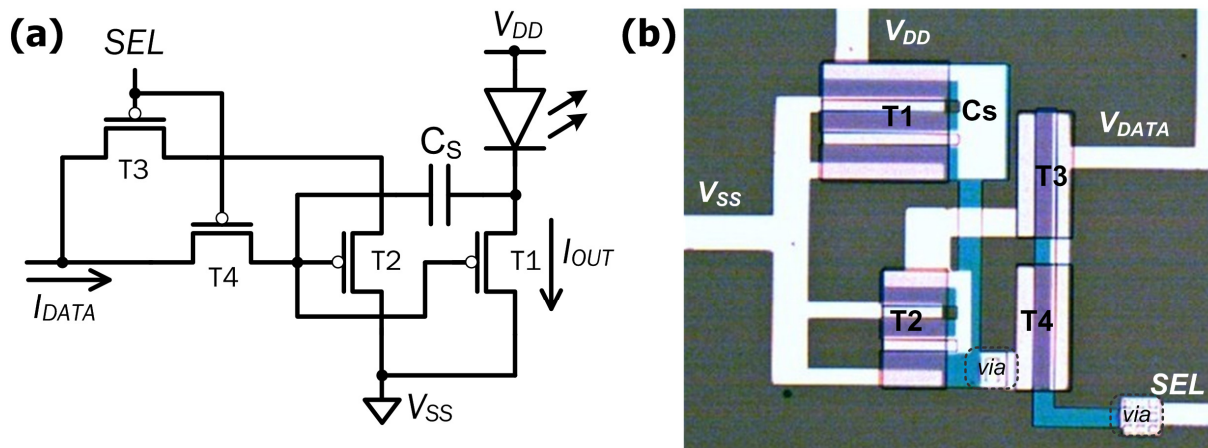 (a)
SEL
T3
T4
I_DATA
C_S
V_DD
T2
T1
I_OUT
V_SS
(b)
V_DD
T1
Cs
V_DATA
T3
V_SS
T2
T4
via
SEL
via